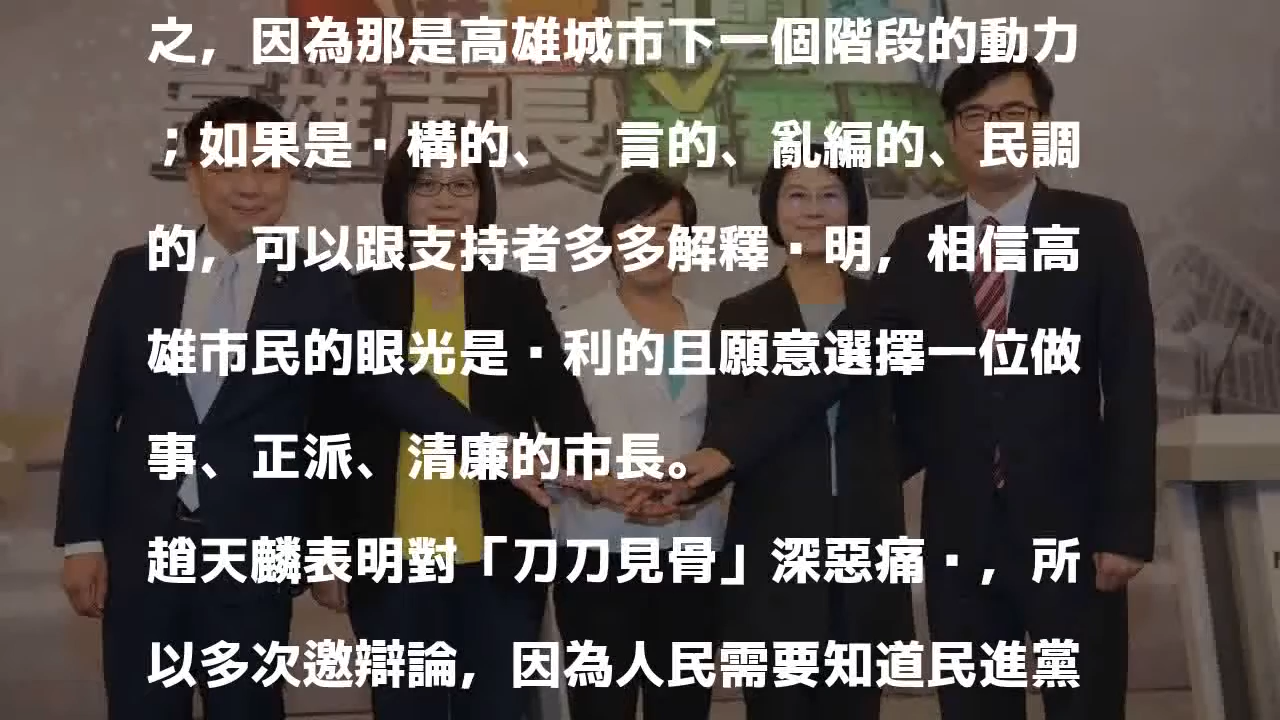 之，因為那是高雄城市下一個階段的動力
；如果是▪構的、　言的、亂編的、民調
的，可以跟支持者多多解釋▪明，相信高
雄市民的眼光是▪利的且願意選擇一位做
事、正派、清廉的市長。
趙天麟表明對「刀刀見骨」深惡痛▪，所
以多次邀辯論，因為人民需要知道民進黨
高雄市長